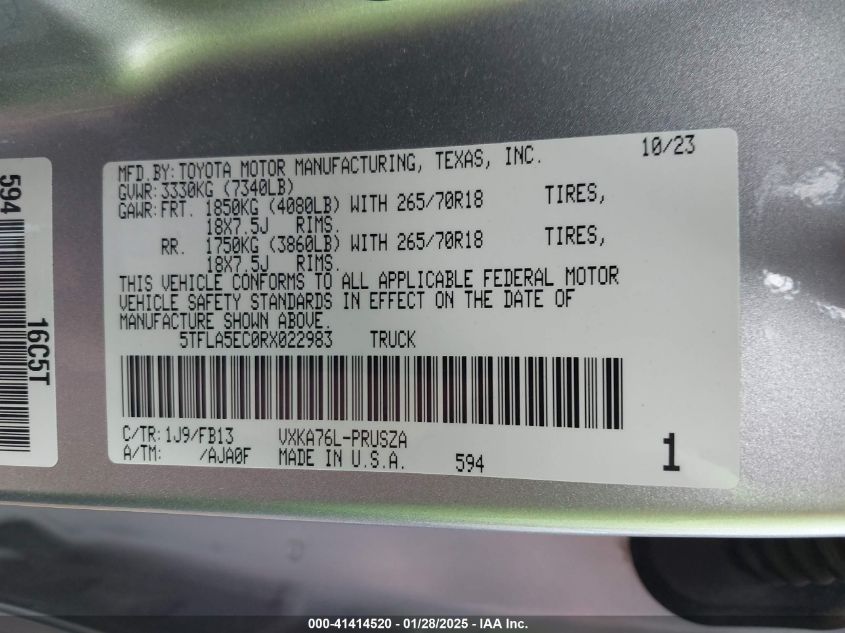 MFD.BY: TOYOTA MOTOR MANUFACTURING, TEXAS, INC. 10/23
GVWR: 3330KG (7340LB)
GAWR: FRT. 1850KG (4080LB) WITH 265/70R18 TIRES,
18X7.5J RIMS.
RR. 1750KG (3860LB) WITH 265/70R18 TIRES,
18X7.5J RIMS.
THIS VEHICLE CONFORMS TO ALL APPLICABLE FEDERAL MOTOR
VEHICLE SAFETY STANDARDS IN EFFECT ON THE DATE OF
MANUFACTURE SHOWN ABOVE.
5TFLA5EC0RX022983 TRUCK
C/TR: 1J9/FB13 VXKA76L-PRUSZA
A/TM: /AJA0F MADE IN U.S.A. 594 1
594 16C5T
000-41414520 | 01/28/2025 | IAA Inc.